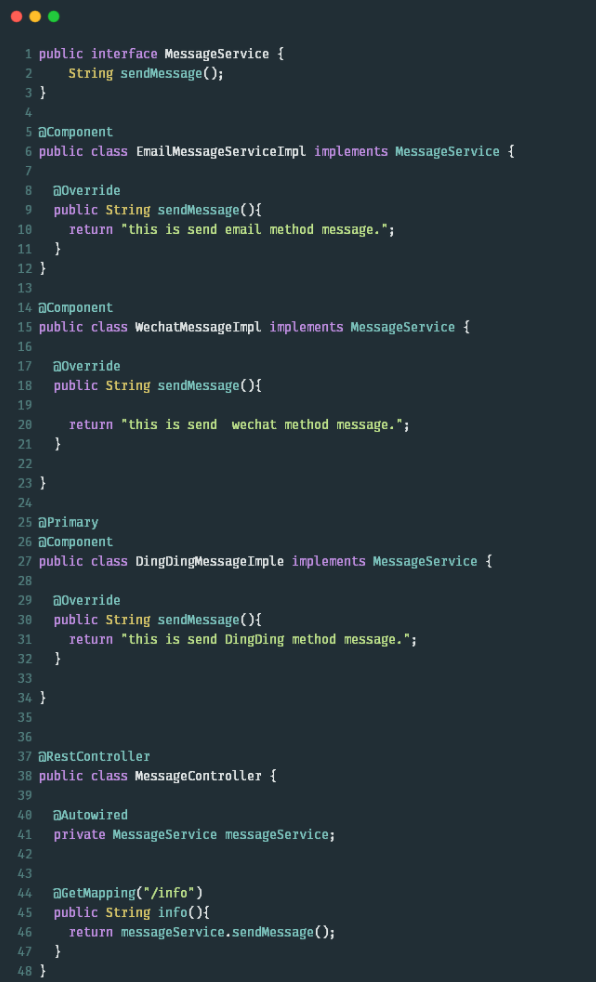 1 public interface MessageService {
2     String sendMessage();
3 }
4
5 @Component
6 public class EmailMessageServiceImpl implements MessageService {
7
8   @Override
9   public String sendMessage(){
10     return "this is send email method message.";
11   }
12 }
13
14 @Component
15 public class WechatMessageImpl implements MessageService {
16
17   @Override
18   public String sendMessage(){
19
20     return "this is send  wechat method message.";
21   }
22
23 }
24
25 @Primary
26 @Component
27 public class DingDingMessageImple implements MessageService {
28
29   @Override
30   public String sendMessage(){
31     return "this is send DingDing method message.";
32   }
33
34 }
35
36
37 @RestController
38 public class MessageController {
39
40   @Autowired
41   private MessageService messageService;
42
43
44   @GetMapping("/info")
45   public String info(){
46     return messageService.sendMessage();
47   }
48 }